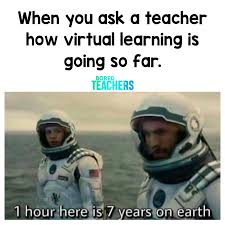 When you ask a teacher
how virtual learning is
going so far.
BORED
TEACHERS
1 hour here is 7 years on earth